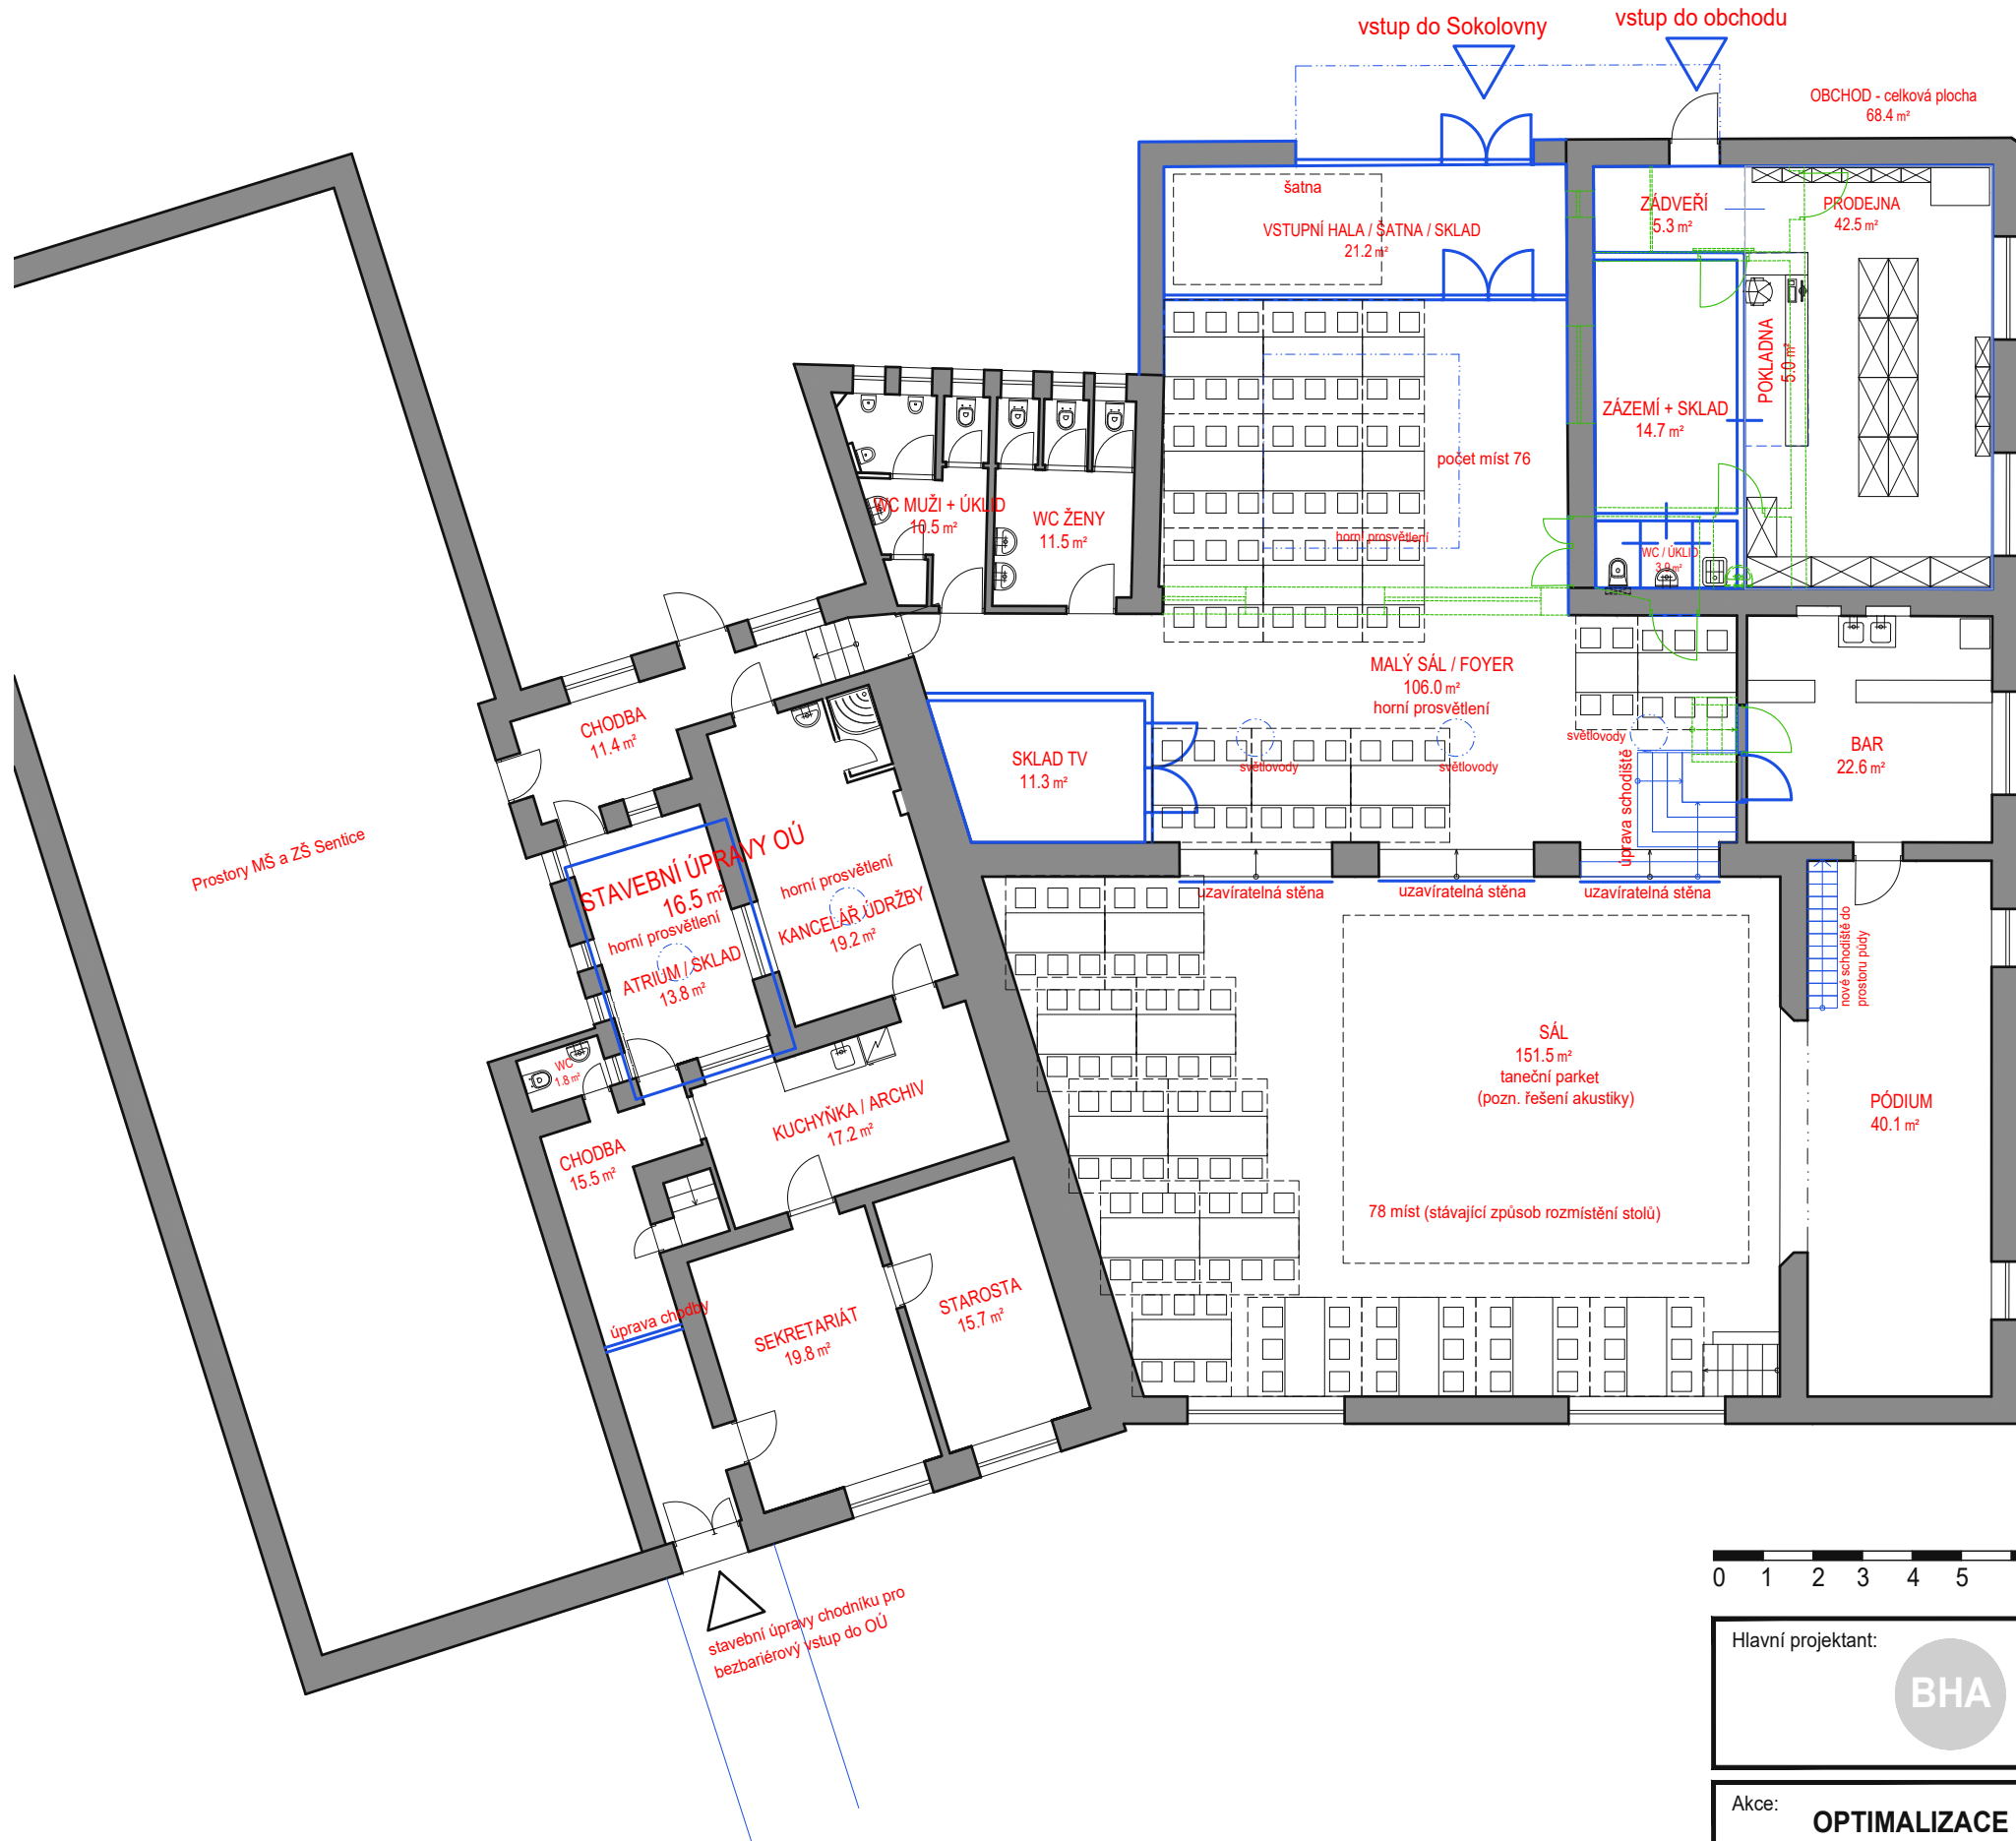 vstup do Sokolovny
vstup do obchodu
OBCHOD - celková plocha
68.4 m²
šatna
VSTUPNÍ HALA / ŠATNA / SKLAD
21.2 m²
ZÁDVEŘÍ
5.3 m²
PRODEJNA
42.5 m²
POKLADNA
5.0 m²
ZÁZEMÍ + SKLAD
14.7 m²
počet míst 76
horní prosvětlení
WC / ÚKLID
3.9 m²
WC MUŽI + ÚKLID
10.5 m²
WC ŽENY
11.5 m²
MALÝ SÁL / FOYER
106.0 m²
horní prosvětlení
CHODBA
11.4 m²
SKLAD TV
11.3 m²
světlovody
světlovody
světlovody
úprava schodiště
BAR
22.6 m²
Prostory MŠ a ZŠ Sentice
STAVEBNÍ ÚPRAVY OÚ
16.5 m²
horní prosvětlení
ATRIUM / SKLAD
13.8 m²
horní prosvětlení
KANCELÁŘ ÚDRŽBY
19.2 m²
uzavíratelná stěna
uzavíratelná stěna
uzavíratelná stěna
nové schodiště do
prostoru půdy
SÁL
151.5 m²
taneční parket
(pozn. řešení akustiky)
PÓDIUM
40.1 m²
WC
1.8 m²
KUCHYŇKA / ARCHIV
17.2 m²
CHODBA
15.5 m²
78 míst (stávající způsob rozmístění stolů)
úprava chodby
SEKRETARIÁT
19.8 m²
STAROSTA
15.7 m²
stavební úpravy chodníku pro
bezbariérový vstup do OÚ
0 1 2 3 4 5
Hlavní projektant:
BHA
Akce:
OPTIMALIZACE